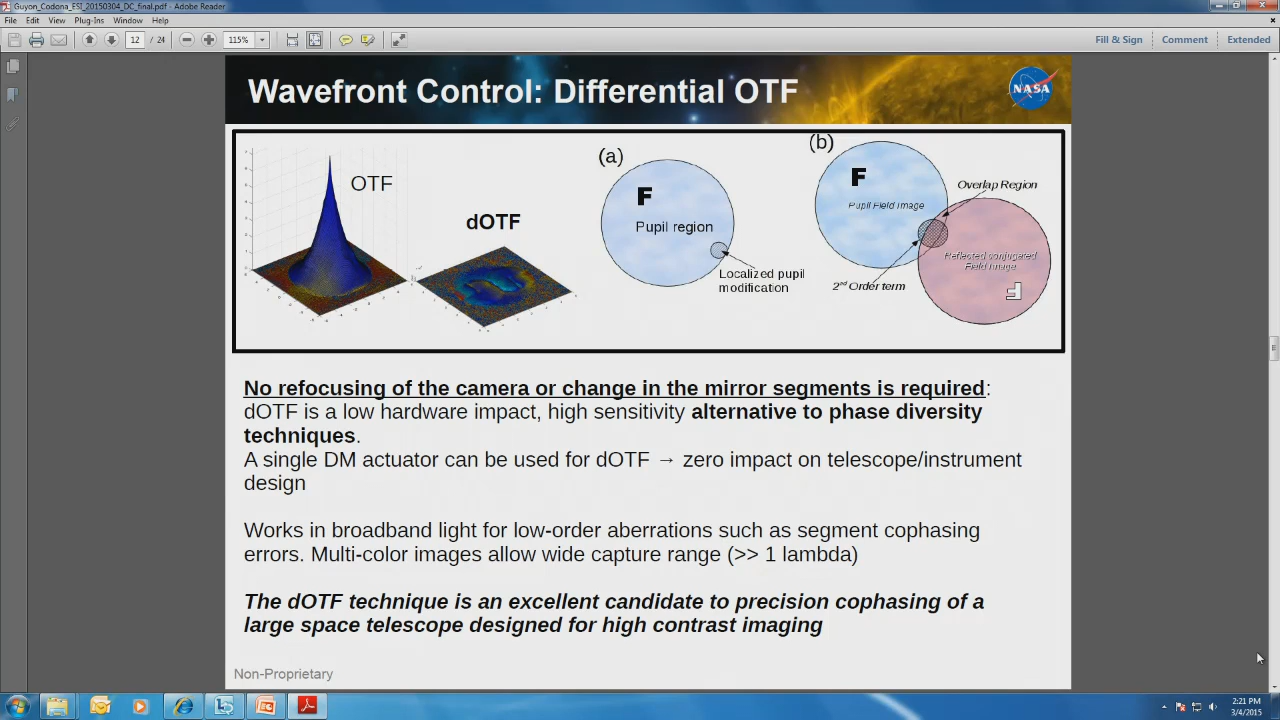 Guyon_Codona_ESI_20150304_DC_final.pdf - Adobe Reader
File Edit View Plug-Ins Window Help
12 / 24 115% Fill & Sign Comment Extended
Wavefront Control: Differential OTF
NASA
OTF
dOTF
(a)
F
Pupil region
Localized pupil
modification
(b)
F
Pupil Field Image
Overlap Region
2nd Order term
Reflected conjugated
Field Image
F
No refocusing of the camera or change in the mirror segments is required:
dOTF is a low hardware impact, high sensitivity alternative to phase diversity
techniques.
A single DM actuator can be used for dOTF → zero impact on telescope/instrument
design
Works in broadband light for low-order aberrations such as segment cophasing
errors. Multi-color images allow wide capture range (>> 1 lambda)
The dOTF technique is an excellent candidate to precision cophasing of a
large space telescope designed for high contrast imaging
Non-Proprietary
2:21 PM
3/4/2015